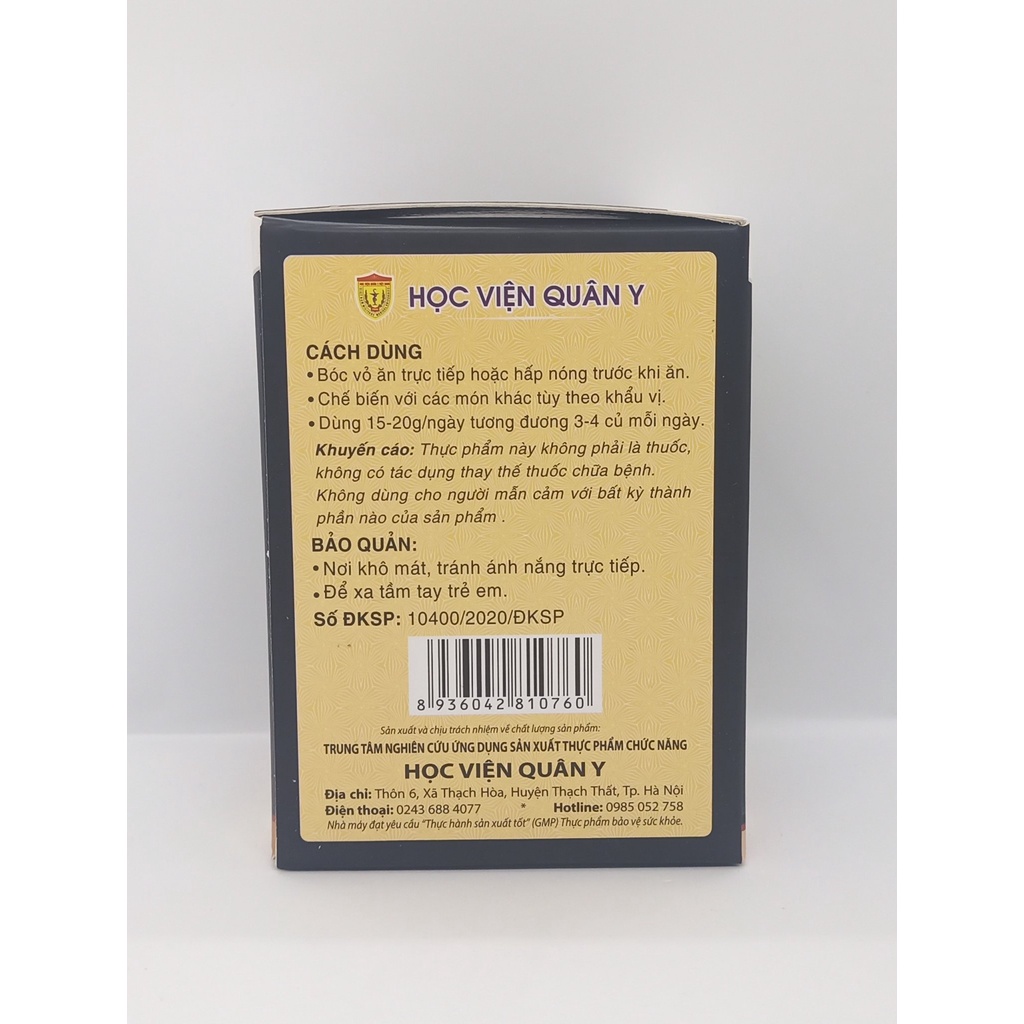 HỌC VIỆN QUÂN Y
CÁCH DÙNG
• Bóc vỏ ăn trực tiếp hoặc hấp nóng trước khi ăn.
• Chế biến với các món khác tùy theo khẩu vị.
• Dùng 15-20g/ngày tương đương 3-4 củ mỗi ngày.
Khuyến cáo: Thực phẩm này không phải là thuốc,
không có tác dụng thay thế thuốc chữa bệnh.
Không dùng cho người mẫn cảm với bất kỳ thành
phần nào của sản phẩm .
BẢO QUẢN:
• Nơi khô mát, tránh ánh nắng trực tiếp.
• Để xa tầm tay trẻ em.
Số ĐKSP: 10400/2020/ĐKSP
8 936042 810760
Sản xuất và chịu trách nhiệm về chất lượng sản phẩm:
TRUNG TÂM NGHIÊN CỨU ỨNG DỤNG SẢN XUẤT THỰC PHẨM CHỨC NĂNG
HỌC VIỆN QUÂN Y
Địa chỉ: Thôn 6, Xã Thạch Hòa, Huyện Thạch Thất, Tp. Hà Nội
Điện thoại: 0243 688 4077 * Hotline: 0985 052 758
Nhà máy đạt yêu cầu "Thực hành sản xuất tốt" (GMP) Thực phẩm bảo vệ sức khỏe.